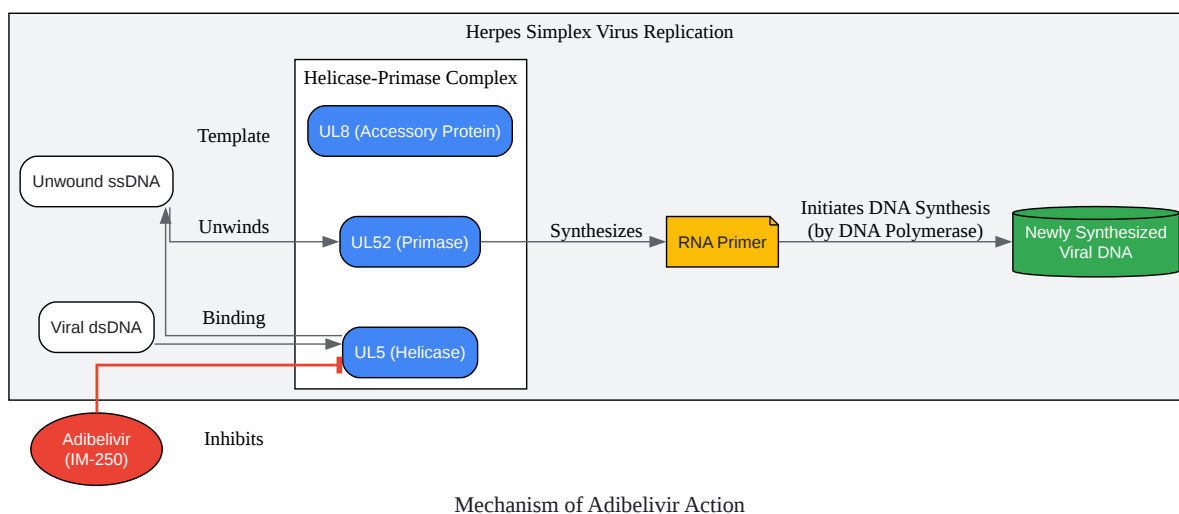 Herpes Simplex Virus Replication
Helicase-Primase Complex
UL8 (Accessory Protein)
Template
Unwound ssDNA
Unwinds
UL52 (Primase)
Synthesizes
RNA Primer
Initiates DNA Synthesis
(by DNA Polymerase)
Newly Synthesized
Viral DNA
Viral dsDNA
Binding
UL5 (Helicase)
Adibelivir
(IM-250)
Inhibits
Mechanism of Adibelivir Action